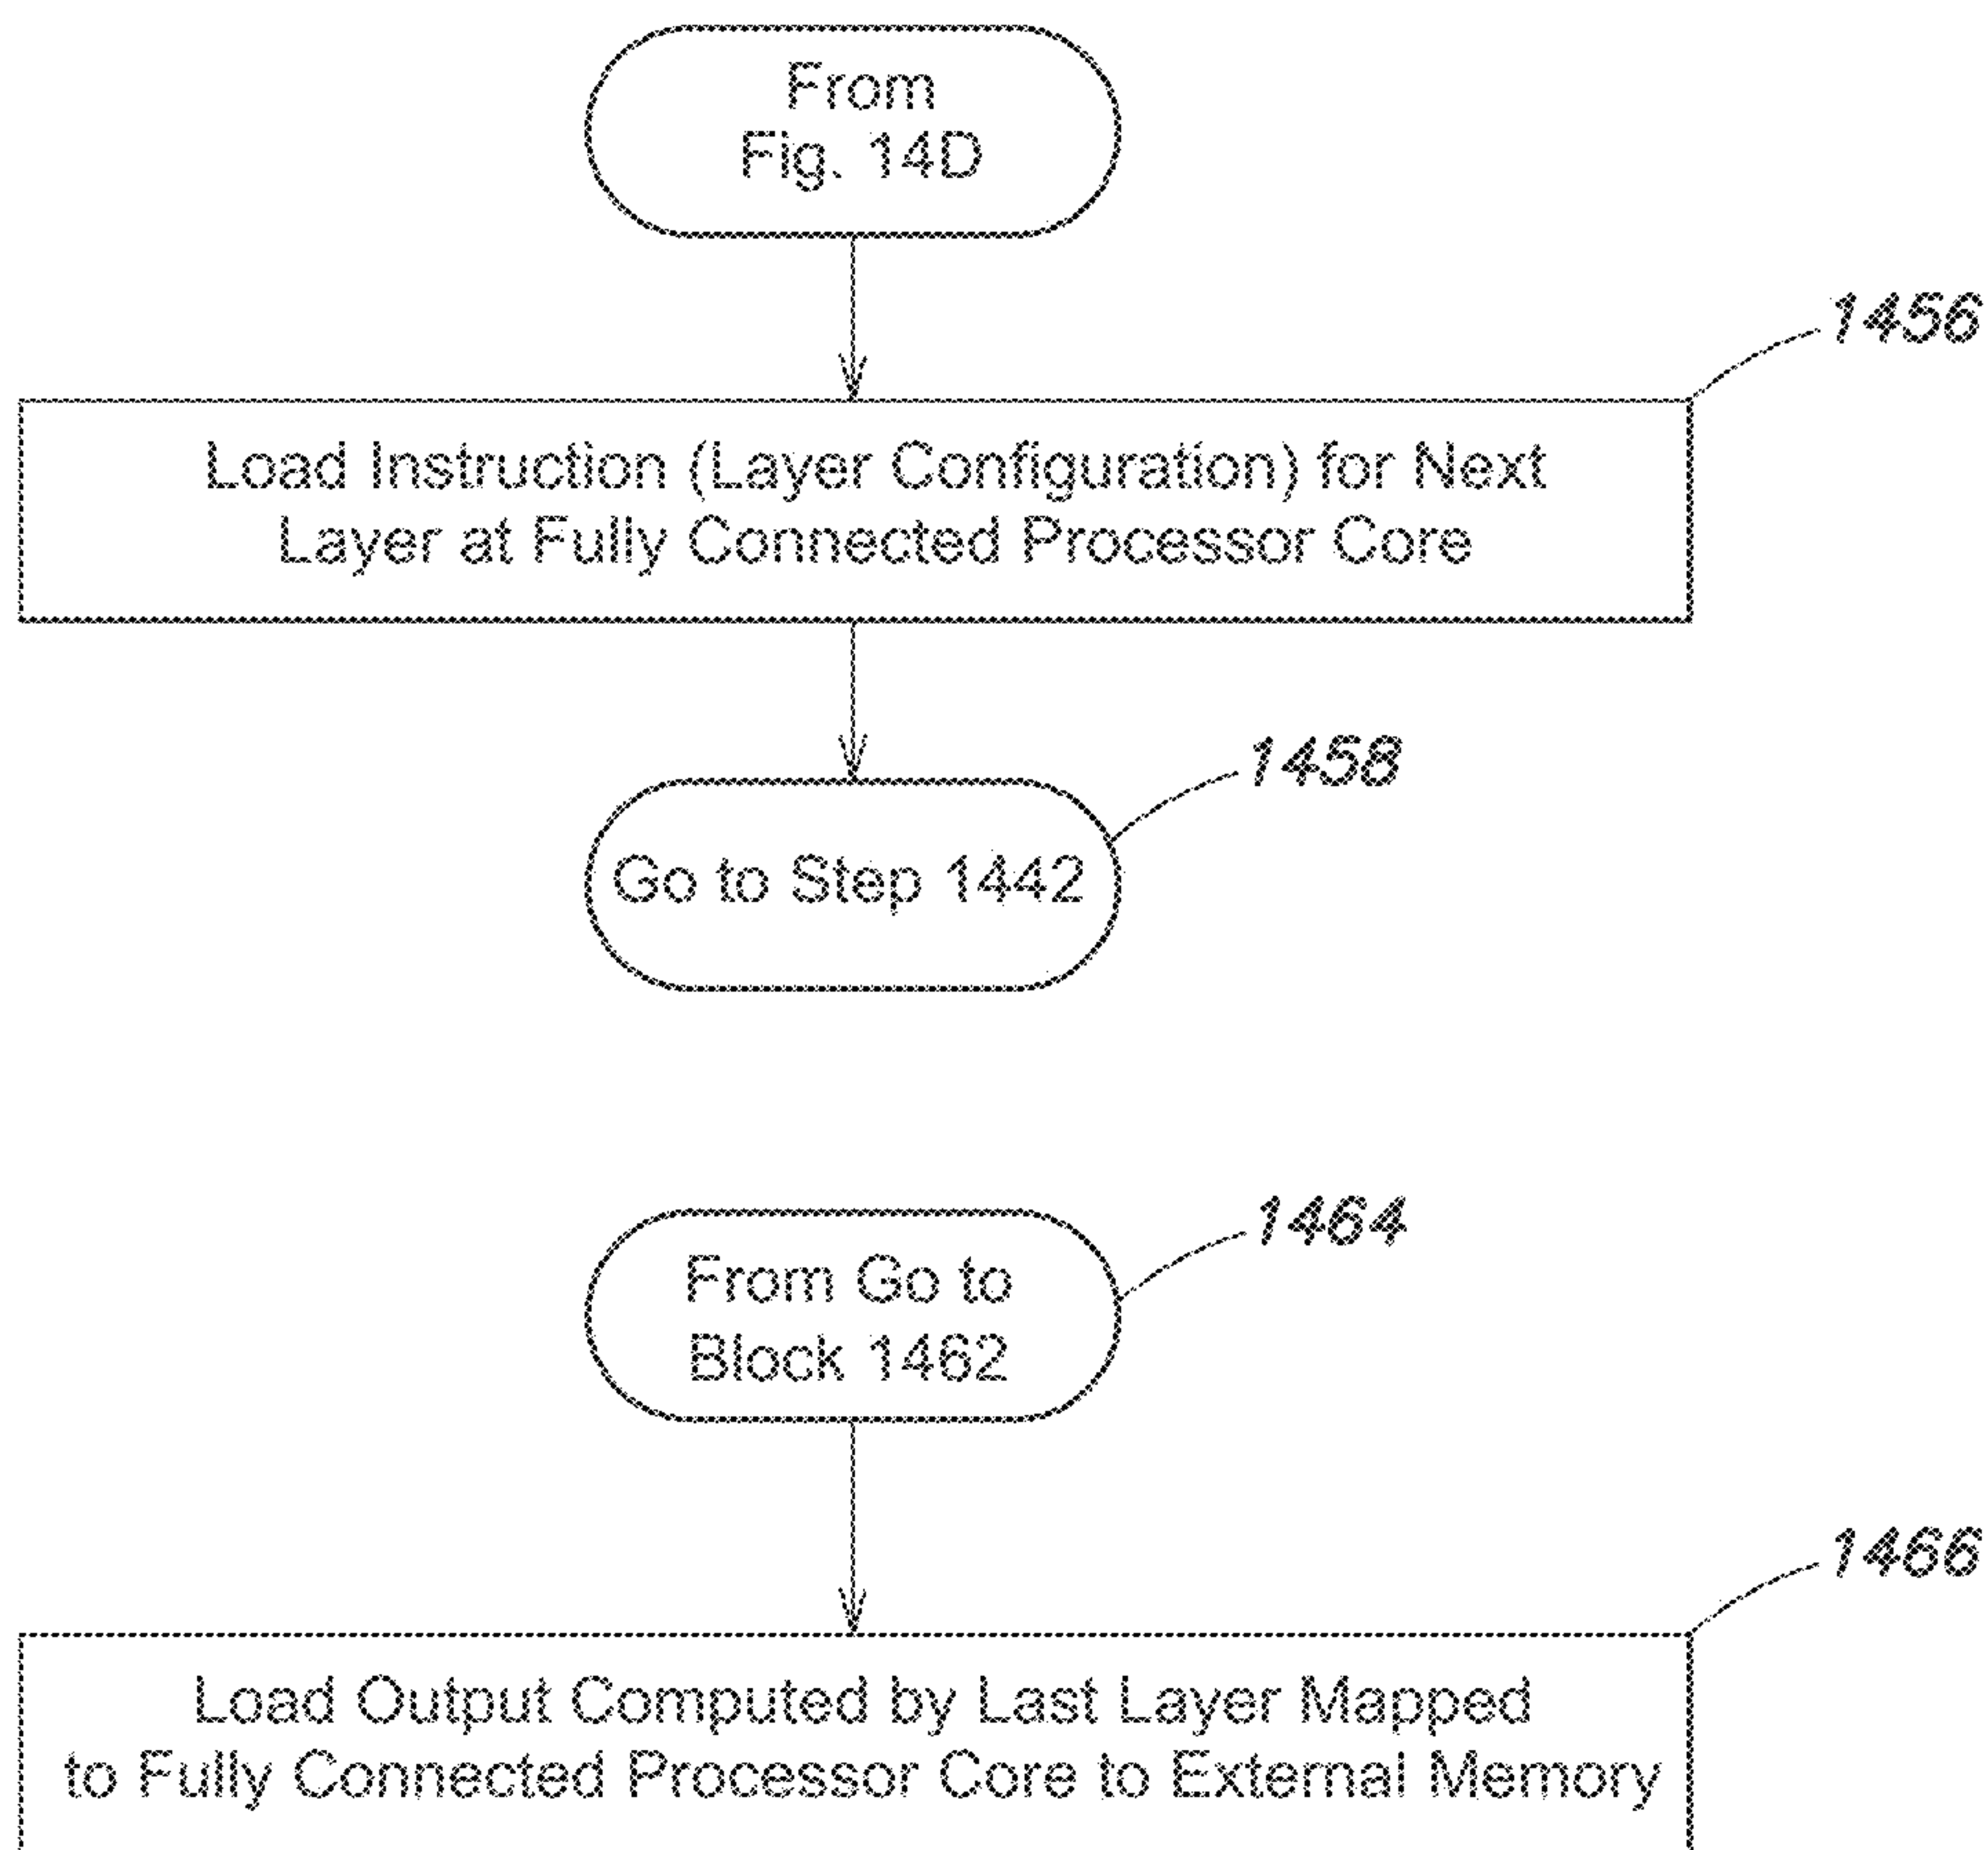 From
Fig. 14D
1456
Load Instruction (Layer Configuration) for Next
Layer at Fully Connected Processor Core
1458
Go to Step 1442
1464
From Go to
Block 1462
1466
Load Output Computed by Last Layer Mapped
to Fully Connected Processor Core to External Memory